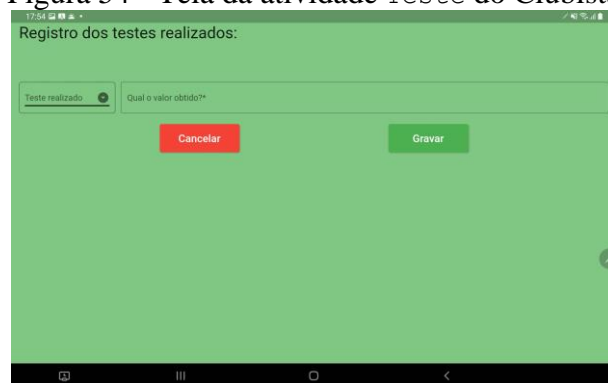 Figura 34 - Tela da atividade Teste do Clubista
17:54
Registro dos testes realizados:
Teste realizado
Qual o valor obtido?*
Cancelar
Gravar